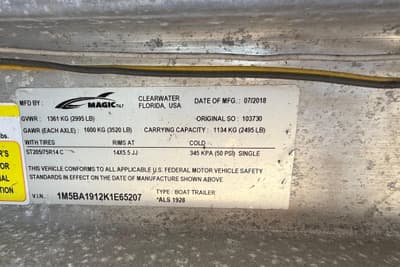 MFD BY : MAGIC TILT CLEARWATER FLORIDA, USA DATE OF MFG. : 07/2018
GVWR : 1361 KG (2995 LB) ORIGINAL SO : 103730
GAWR (EACH AXLE) : 1600 KG (3520 LB) CARRYING CAPACITY : 1134 KG (2495 LB)
WITH TIRES RIMS AT COLD
ST205/75R14 C 14X5.5 JJ 345 KPA (50 PSI) SINGLE
THIS VEHICLE CONFORMS TO ALL APPLICABLE U.S. FEDERAL MOTOR VEHICLE SAFETY
STANDARDS IN EFFECT ON THE DATE OF MANUFACTURE SHOWN ABOVE
V.I.N. : 1M5BA1912K1E65207 TYPE : BOAT TRAILER
*ALS 1928
lbs.